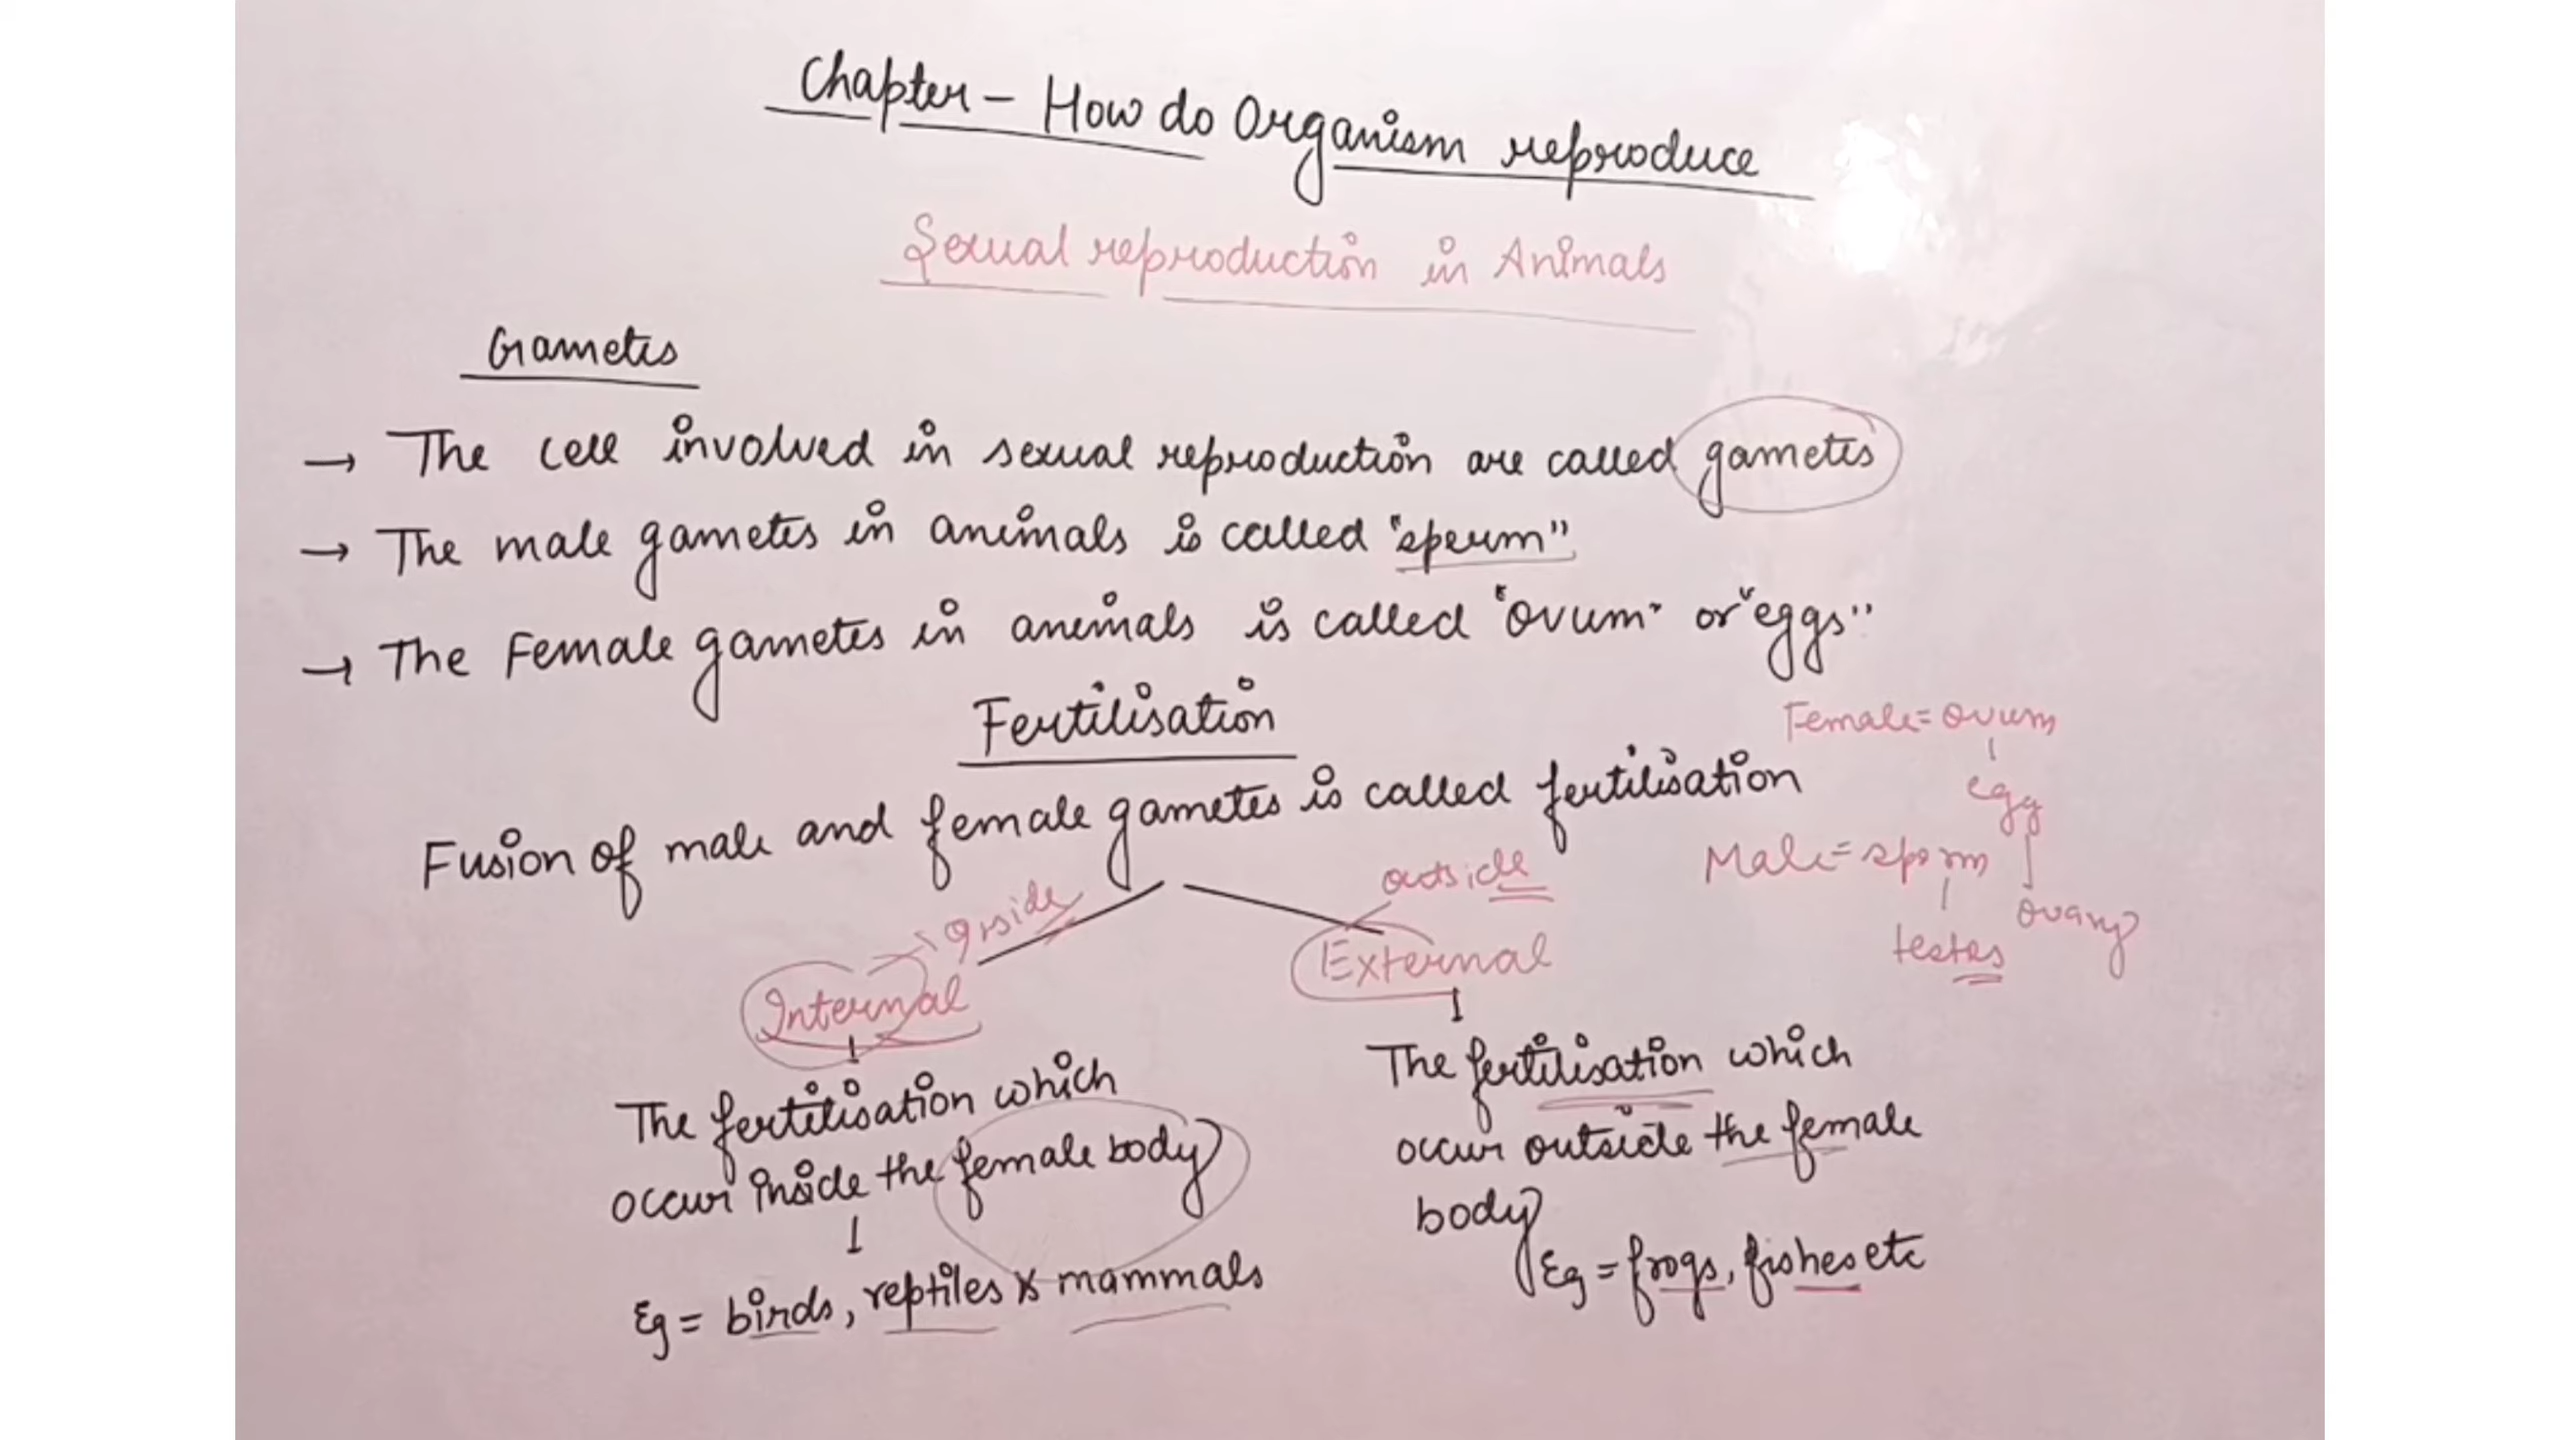 Chapter - How do Organism reproduce
Sexual reproduction in Animals
Gametes
→ The cell involved in sexual reproduction are called gametes
→ The male gametes in animals is called "sperm"
→ The Female gametes in animals is called "ovum" or "eggs"
Fertilisation
Fusion of male and female gametes is called fertilisation
Female = ovum
egg
ovary
Male = sperm
testes
inside
Internal
The fertilisation which
occur inside the female body
Eg = birds, reptiles & mammals
outside
External
The fertilisation which
occur outside the female
body
Eg = frogs, fishes etc